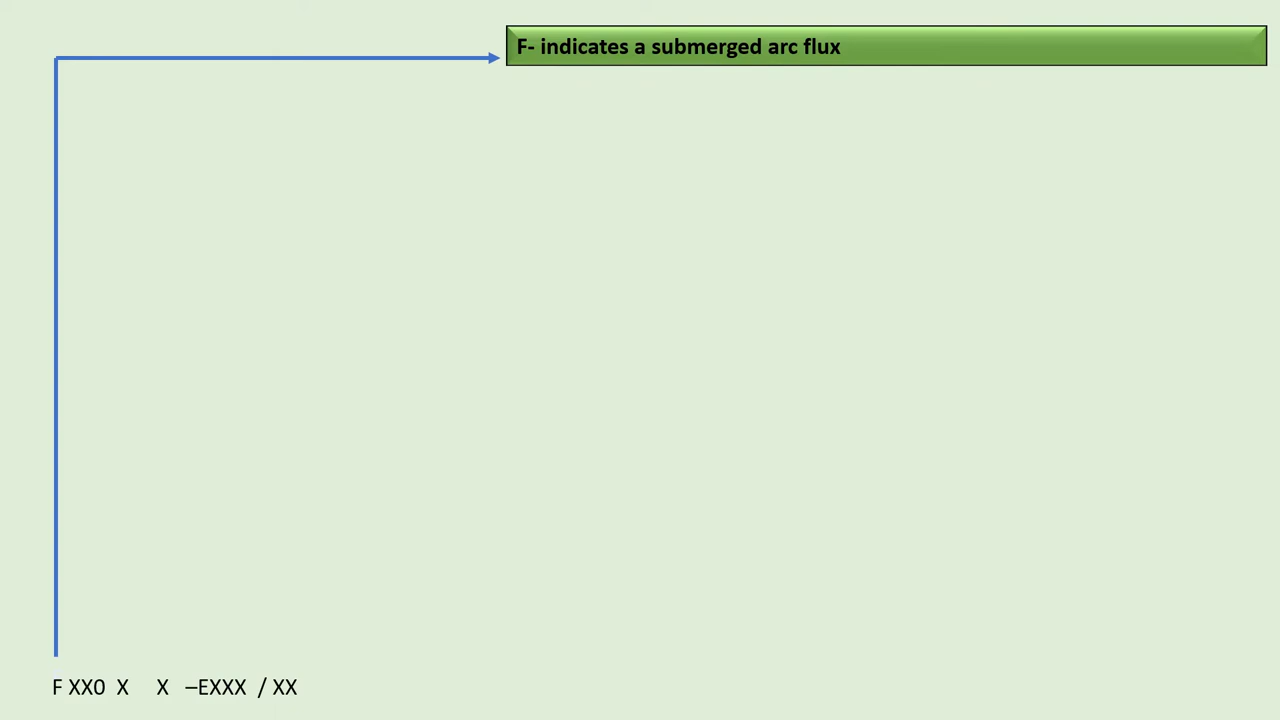 F- indicates a submerged arc flux
F XX0 X X –EXXX / XX